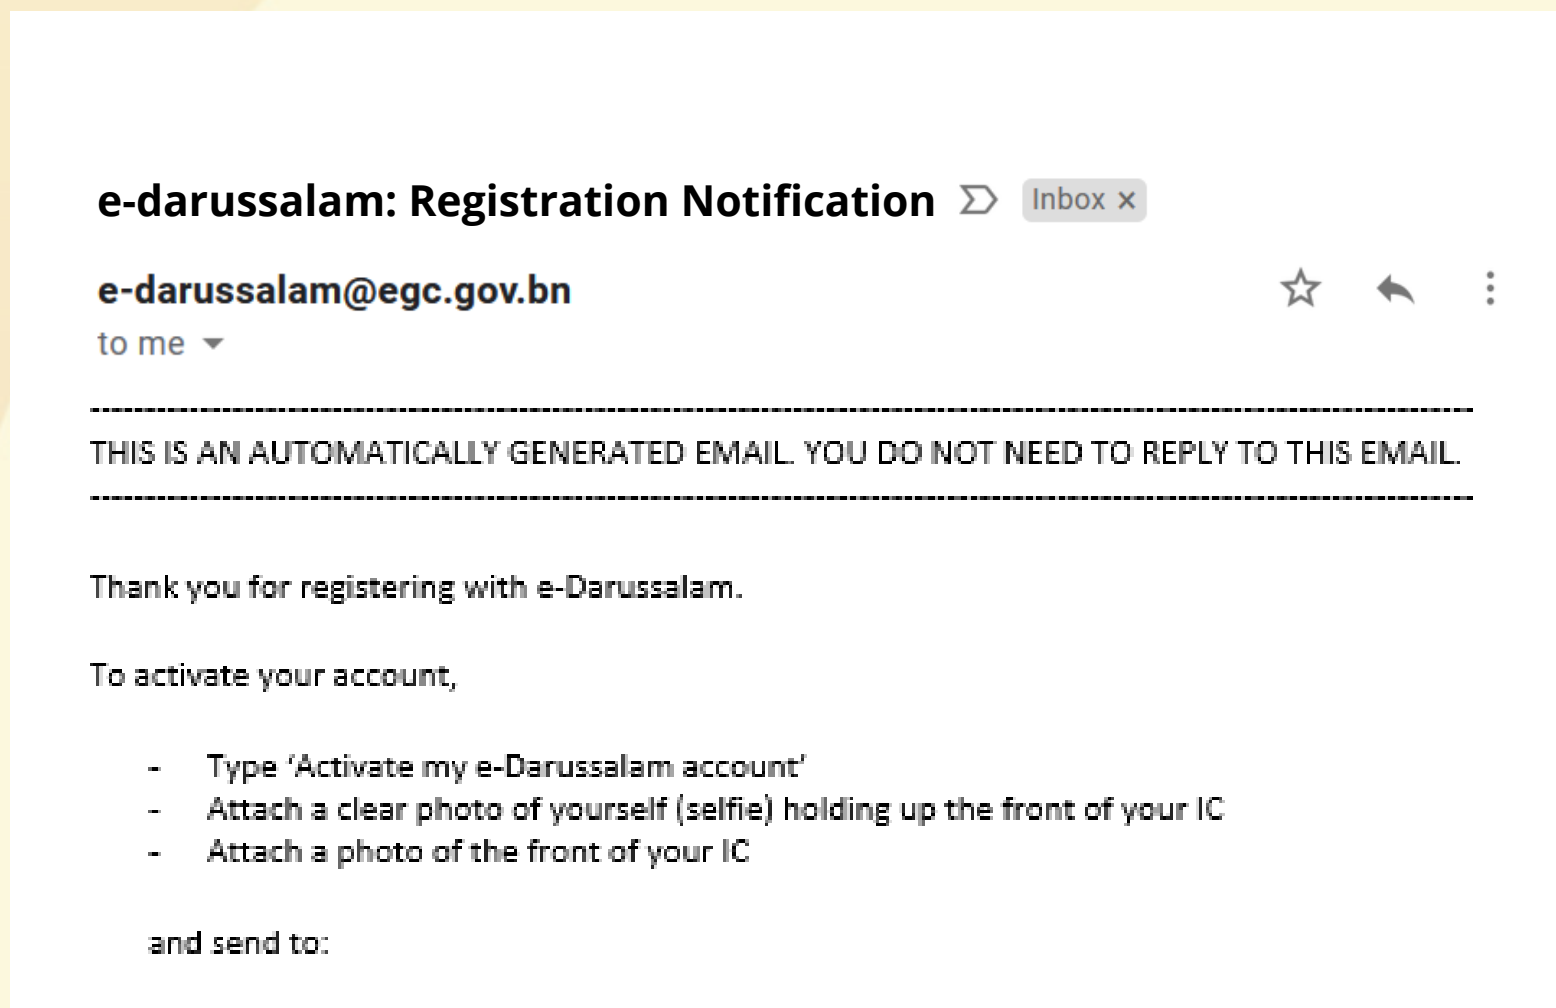 e-darussalam: Registration Notification Inbox ×
e-darussalam@egc.gov.bn
to me
THIS IS AN AUTOMATICALLY GENERATED EMAIL. YOU DO NOT NEED TO REPLY TO THIS EMAIL.
Thank you for registering with e-Darussalam.
To activate your account,
- Type ‘Activate my e-Darussalam account’
- Attach a clear photo of yourself (selfie) holding up the front of your IC
- Attach a photo of the front of your IC
and send to: